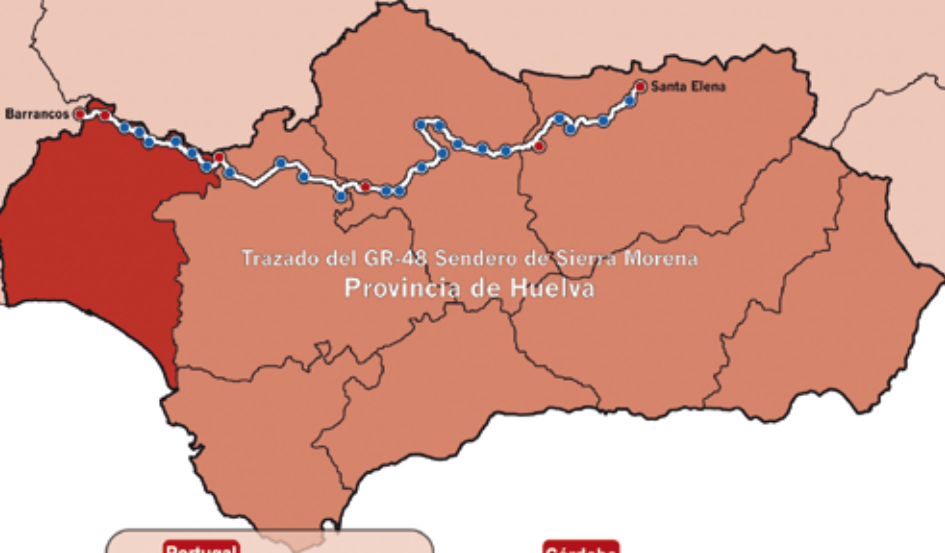 Santa Elena
Barrancos
Trazado del GR-48 Sendero de Sierra Morena
Provincia de Huelva
Portugal
Córdoba